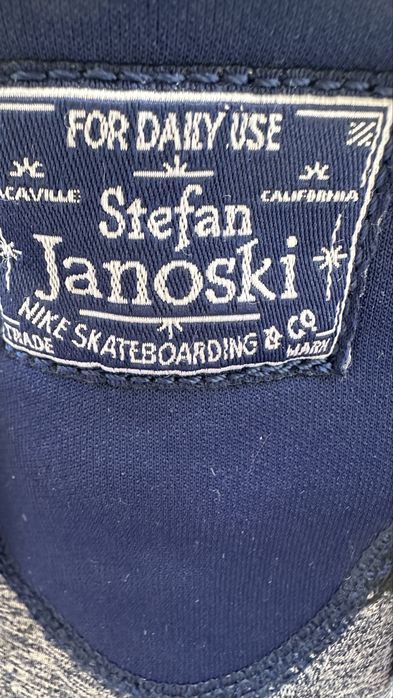 FOR DAILY USE
ACAVILLE CALIFORNIA
Stefan
Janoski
NIKE SKATEBOARDING & CO
TRADE MARK